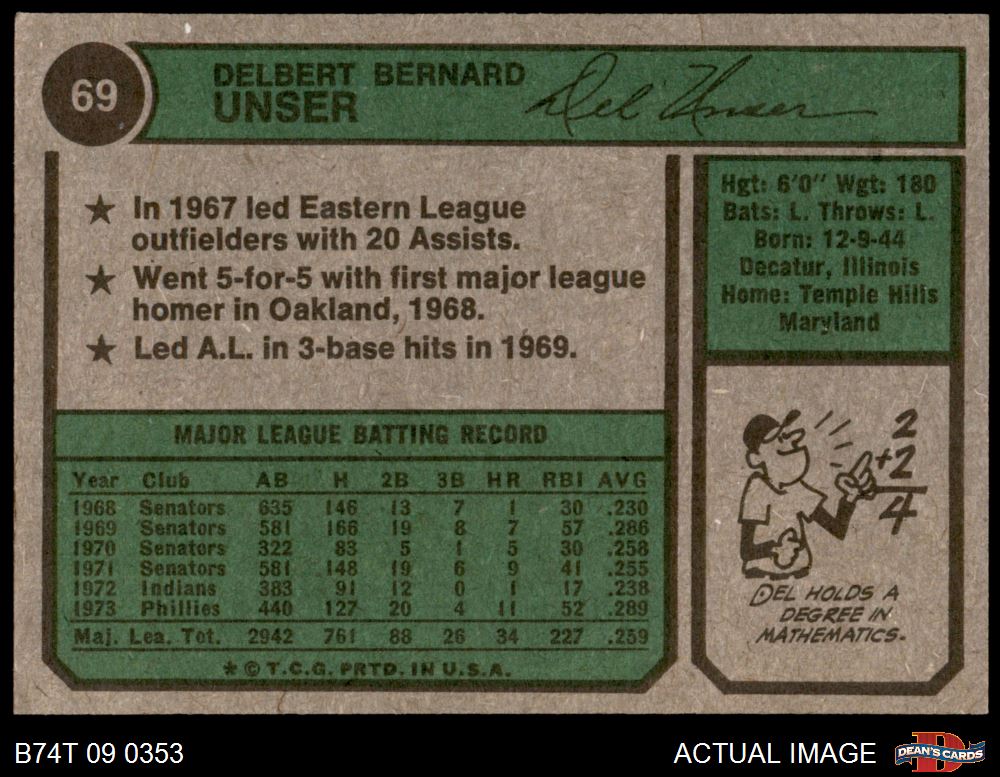 69
DELBERT BERNARD
UNSER
Del Unser
★ In 1967 led Eastern League
outfielders with 20 Assists.
★ Went 5-for-5 with first major league
homer in Oakland, 1968.
★ Led A.L. in 3-base hits in 1969.
Hgt: 6'0" Wgt: 180
Bats: L. Throws: L.
Born: 12-9-44
Decatur, Illinois
Home: Temple Hills
Maryland
MAJOR LEAGUE BATTING RECORD
Year Club AB H 2B 3B HR RBI AVG
1968 Senators 635 146 13 7 1 30 .230
1969 Senators 581 166 19 8 7 57 .286
1970 Senators 322 83 5 1 5 30 .258
1971 Senators 581 148 19 6 9 41 .255
1972 Indians 383 91 12 0 1 17 .238
1973 Phillies 440 127 20 4 11 52 .289
Maj. Lea. Tot. 2942 761 88 26 34 227 .259
★ © T.C.G. PRTD. IN U.S.A.
2
+2
4
DEL HOLDS A
DEGREE IN
MATHEMATICS.
B74T 09 0353
ACTUAL IMAGE
D
DEAN'S CARDS